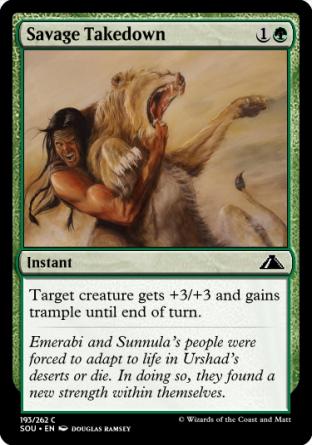 Savage Takedown 1
Instant
Target creature gets +3/+3 and gains
trample until end of turn.
Emerabi and Sunnula's people were
forced to adapt to life in Urshad's
deserts or die. In doing so, they found a
new strength within themselves.
193/262 C
SOU • EN DOUGLAS RAMSEY
© Wizards of the Coast and Matt